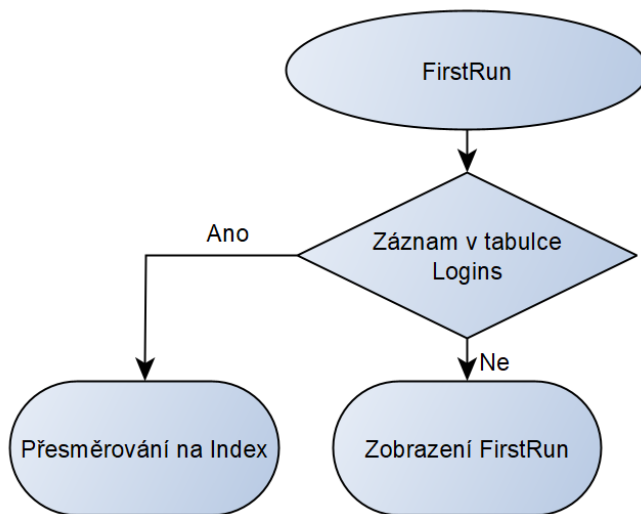 FirstRun
Ano
Záznam v tabulce
Logins
Ne
Přesměrování na Index
Zobrazení FirstRun